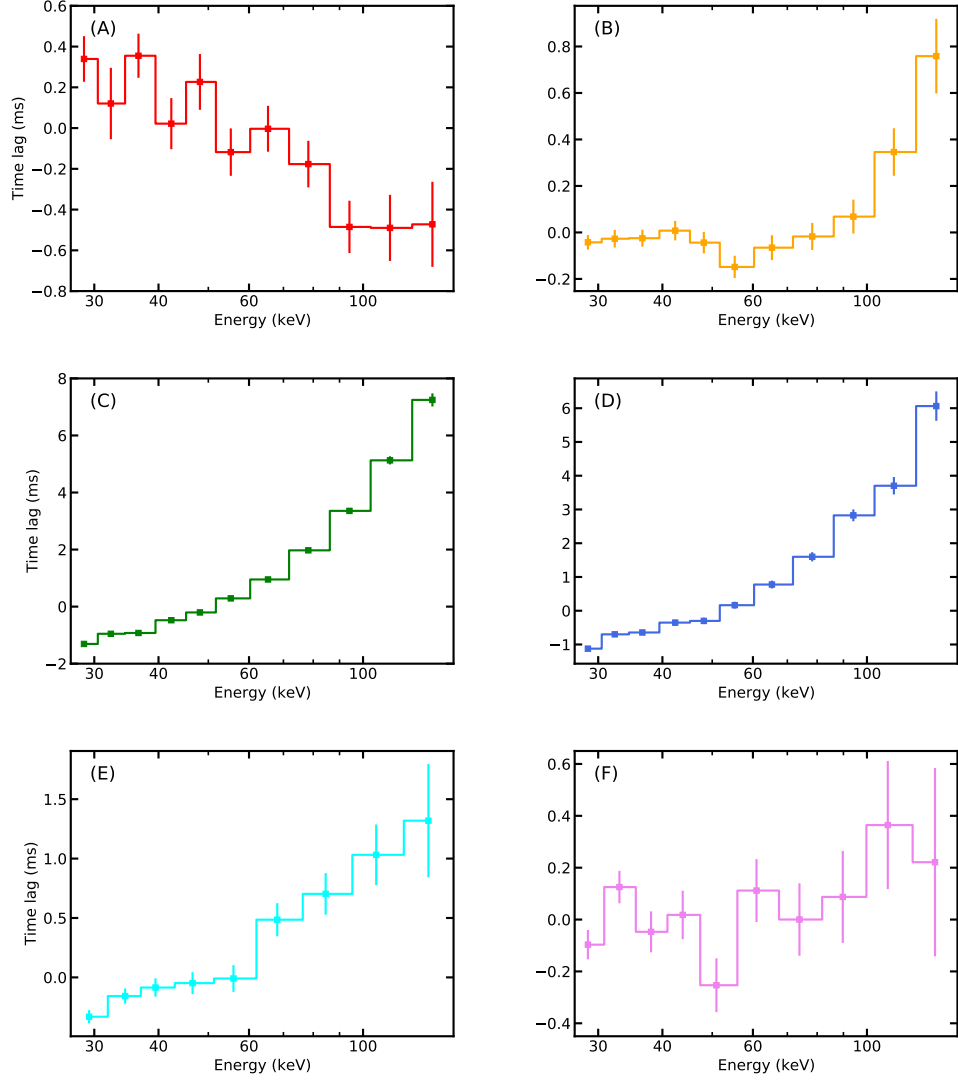 (A)
0.6
0.4
0.2
0.0
−0.2
−0.4
−0.6
−0.8
Time lag (ms)
30 40 60 100
Energy (keV)
(B)
0.8
0.6
0.4
0.2
0.0
−0.2
30 40 60 100
Energy (keV)
(C)
8
6
4
2
0
−2
Time lag (ms)
30 40 60 100
Energy (keV)
(D)
6
5
4
3
2
1
0
−1
30 40 60 100
Energy (keV)
(E)
1.5
1.0
0.5
0.0
Time lag (ms)
30 40 60 100
Energy (keV)
(F)
0.6
0.4
0.2
0.0
−0.2
−0.4
30 40 60 100
Energy (keV)